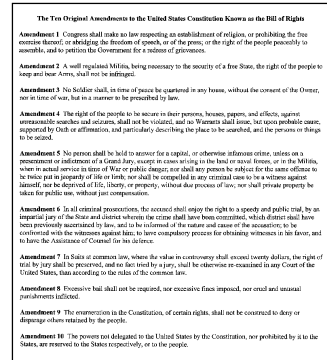 The Ten Original Amendments to the United States Constitution Known as the Bill of Rights
Amendment 1 Congress shall make no law respecting an establishment of religion, or prohibiting the free
exercise thereof; or abridging the freedom of speech, or of the press; or the right of the people peaceably to
assemble, and to petition the Government for a redress of grievances.
Amendment 2 A well regulated Militia, being necessary to the security of a free State, the right of the people to
keep and bear Arms, shall not be infringed.
Amendment 3 No Soldier shall, in time of peace be quartered in any house, without the consent of the Owner,
nor in time of war, but in a manner to be prescribed by law.
Amendment 4 The right of the people to be secure in their persons, houses, papers, and effects, against
unreasonable searches and seizures, shall not be violated, and no Warrants shall issue, but upon probable cause,
supported by Oath or affirmation, and particularly describing the place to be searched, and the persons or things
to be seized.
Amendment 5 No person shall be held to answer for a capital, or otherwise infamous crime, unless on a
presentment or indictment of a Grand Jury, except in cases arising in the land or naval forces, or in the Militia,
when in actual service in time of War or public danger; nor shall any person be subject for the same offence to
be twice put in jeopardy of life or limb; nor shall be compelled in any criminal case to be a witness against
himself, nor be deprived of life, liberty, or property, without due process of law; nor shall private property be
taken for public use, without just compensation.
Amendment 6 In all criminal prosecutions, the accused shall enjoy the right to a speedy and public trial, by an
impartial jury of the State and district wherein the crime shall have been committed, which district shall have
been previously ascertained by law, and to be informed of the nature and cause of the accusation; to be
confronted with the witnesses against him; to have compulsory process for obtaining witnesses in his favor, and
to have the Assistance of Counsel for his defence.
Amendment 7 In Suits at common law, where the value in controversy shall exceed twenty dollars, the right of
trial by jury shall be preserved, and no fact tried by a jury, shall be otherwise re-examined in any Court of the
United States, than according to the rules of the common law.
Amendment 8 Excessive bail shall not be required, nor excessive fines imposed, nor cruel and unusual
punishments inflicted.
Amendment 9 The enumeration in the Constitution, of certain rights, shall not be construed to deny or
disparage others retained by the people.
Amendment 10 The powers not delegated to the United States by the Constitution, nor prohibited by it to the
States, are reserved to the States respectively, or to the people.